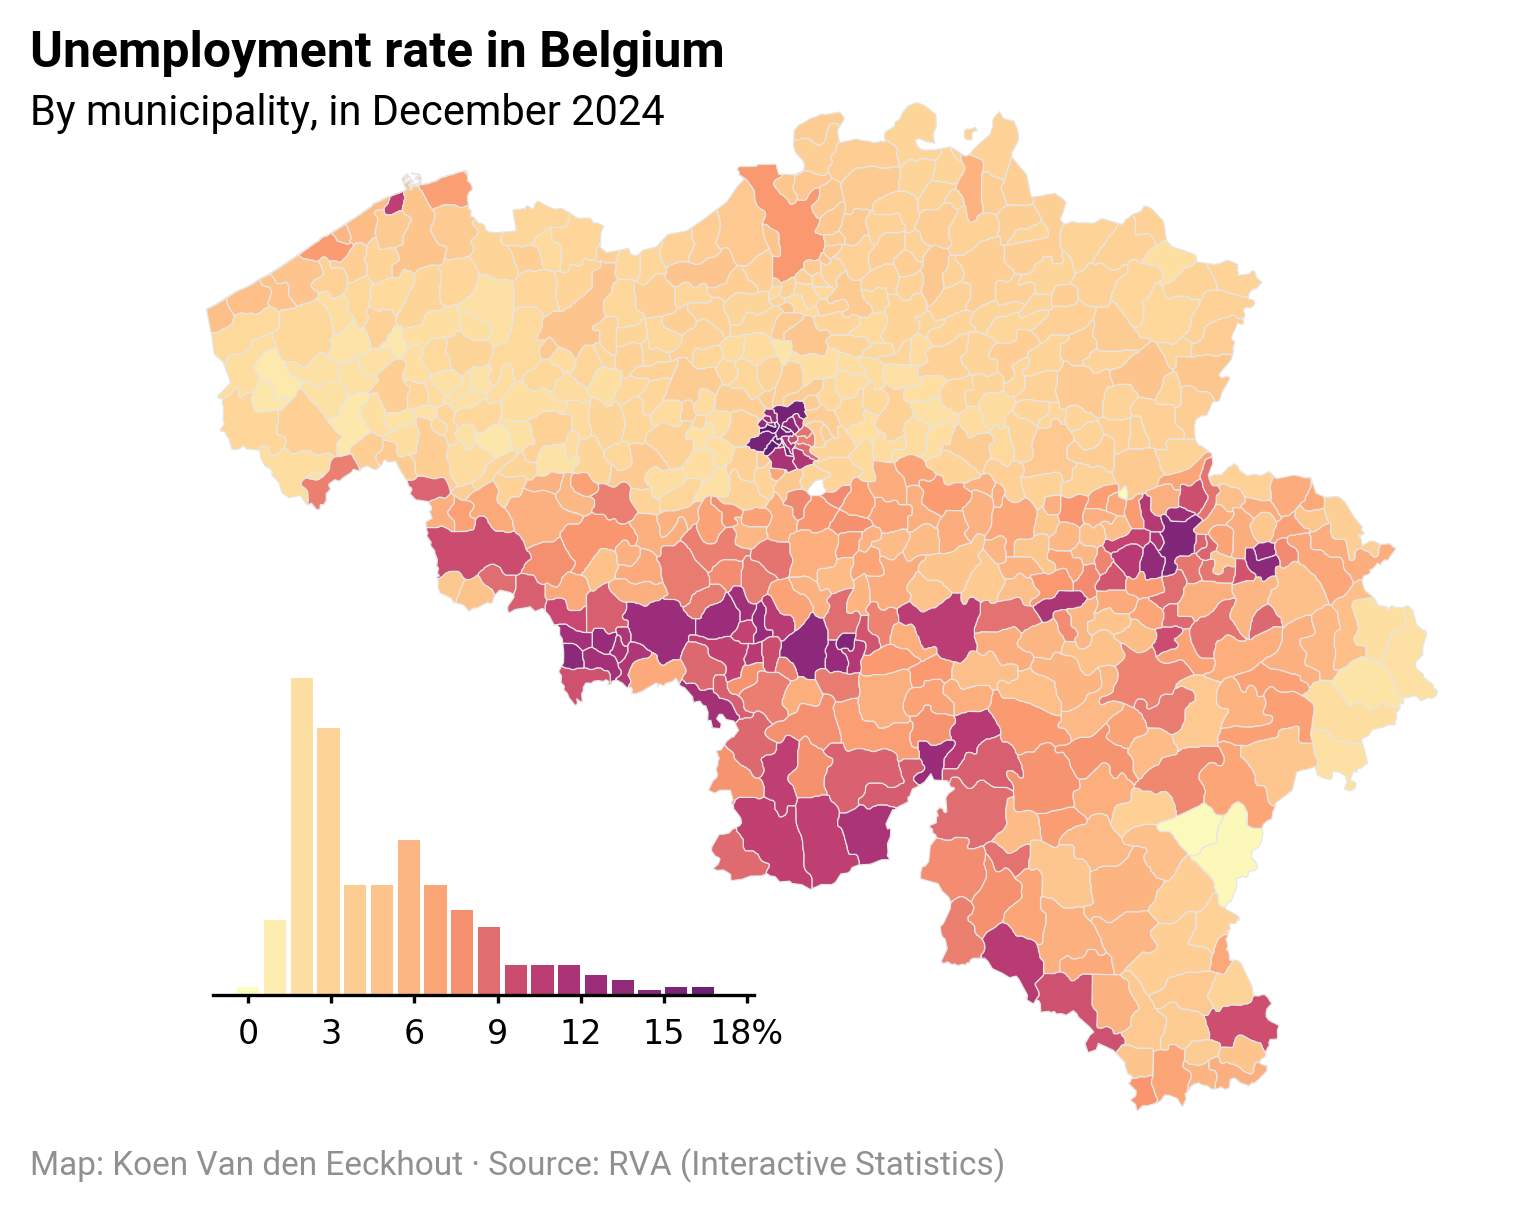 Unemployment rate in Belgium
By municipality, in December 2024
0 3 6 9 12 15 18%
Map: Koen Van den Eeckhout · Source: RVA (Interactive Statistics)